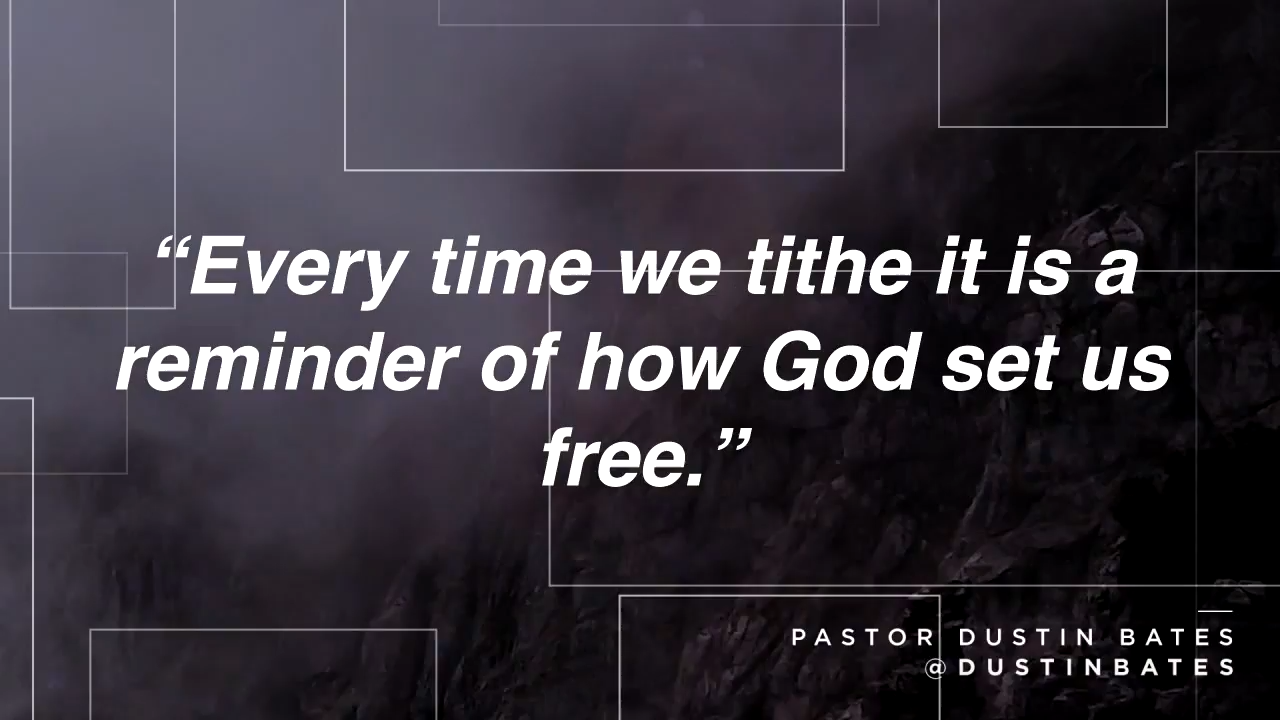 “Every time we tithe it is a
reminder of how God set us
free.”
PASTOR DUSTIN BATES
@DUSTINBATES